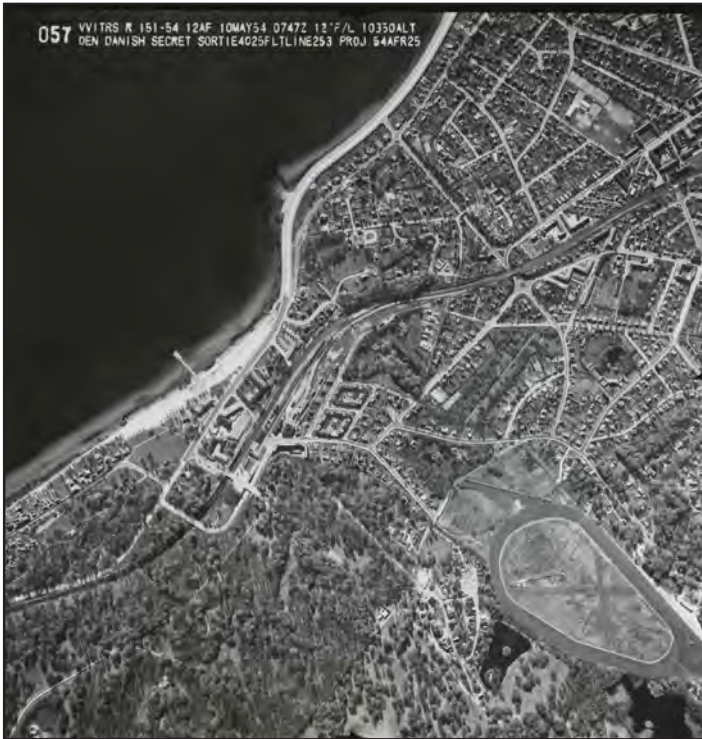 057 VVITRS R 151-54 12AF 10MAY54 0747Z 12"F/L 10350ALT
DEN DANISH SECRET SORTIE4025FLTLINE253 PROJ 54AFR25